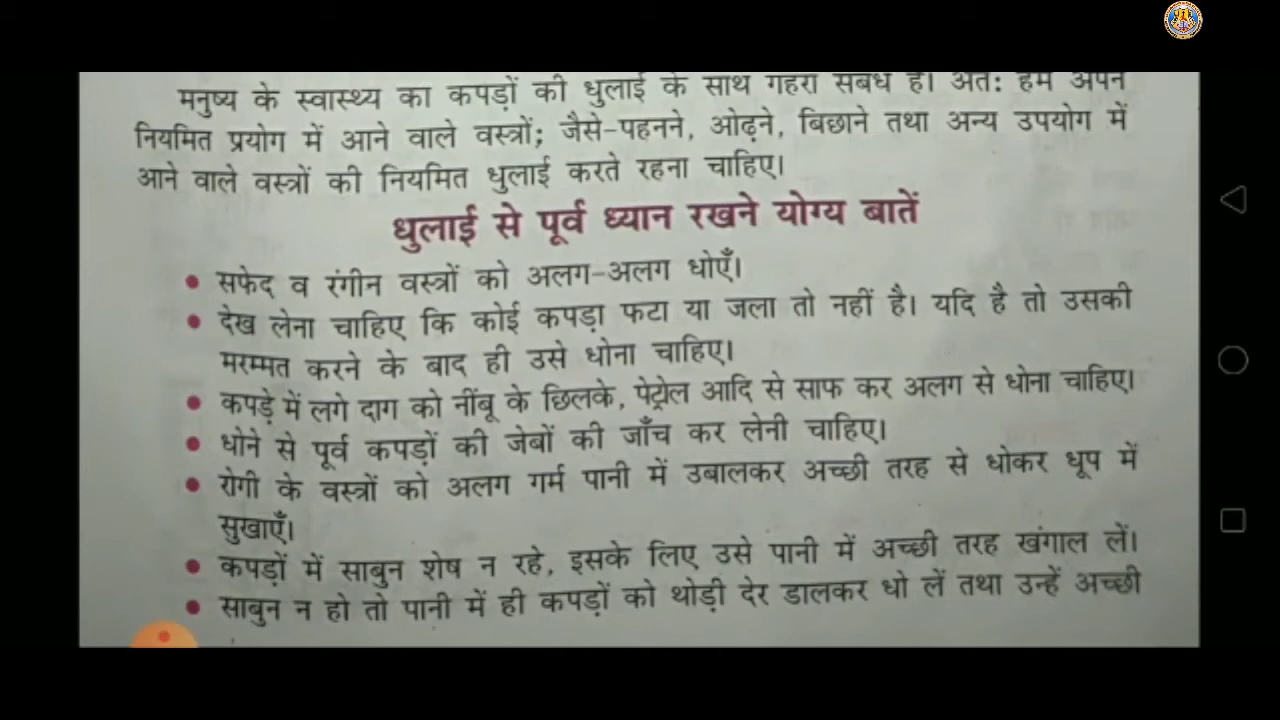 मनुष्य के स्वास्थ्य का कपड़ों की धुलाई के साथ गहरा संबंध है। अतः हमें अपने
नियमित प्रयोग में आने वाले वस्त्रों; जैसे-पहनने, ओढ़ने, बिछाने तथा अन्य उपयोग में
आने वाले वस्त्रों की नियमित धुलाई करते रहना चाहिए।
धुलाई से पूर्व ध्यान रखने योग्य बातें
• सफेद व रंगीन वस्त्रों को अलग-अलग धोएँ।
• देख लेना चाहिए कि कोई कपड़ा फटा या जला तो नहीं है। यदि है तो उसकी
मरम्मत करने के बाद ही उसे धोना चाहिए।
• कपड़े में लगे दाग को नींबू के छिलके, पेट्रोल आदि से साफ कर अलग से धोना चाहिए।
• धोने से पूर्व कपड़ों की जेबों की जाँच कर लेनी चाहिए।
• रोगी के वस्त्रों को अलग गर्म पानी में उबालकर अच्छी तरह से धोकर धूप में
सुखाएँ।
• कपड़ों में साबुन शेष न रहे, इसके लिए उसे पानी में अच्छी तरह खंगाल लें।
• साबुन न हो तो पानी में ही कपड़ों को थोड़ी देर डालकर धो लें तथा उन्हें अच्छी